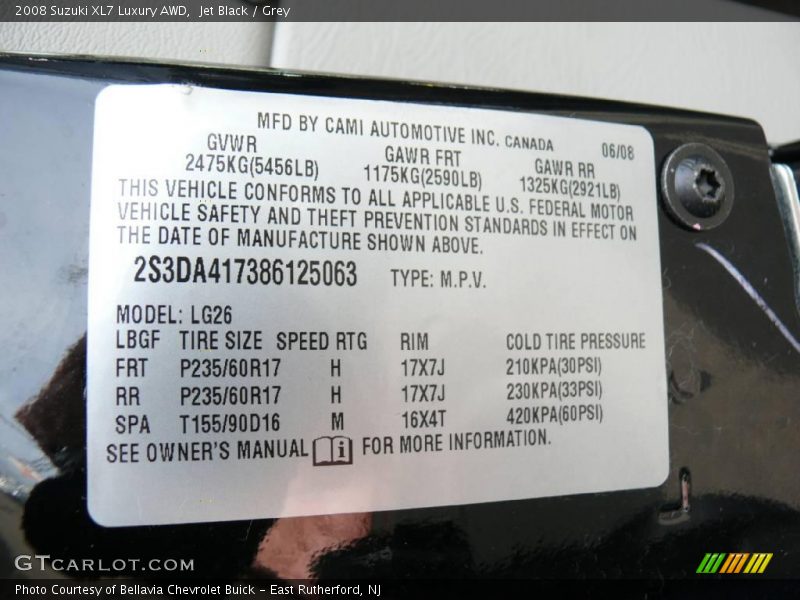 2008 Suzuki XL7 Luxury AWD,  Jet Black / Grey
MFD BY CAMI AUTOMOTIVE INC. CANADA 06/08
GVWR GAWR FRT GAWR RR
2475KG(5456LB) 1175KG(2590LB) 1325KG(2921LB)
THIS VEHICLE CONFORMS TO ALL APPLICABLE U.S. FEDERAL MOTOR
VEHICLE SAFETY AND THEFT PREVENTION STANDARDS IN EFFECT ON
THE DATE OF MANUFACTURE SHOWN ABOVE.
2S3DA417386125063 TYPE: M.P.V.
MODEL: LG26
LBGF TIRE SIZE SPEED RTG RIM COLD TIRE PRESSURE
FRT P235/60R17 H 17X7J 210KPA(30PSI)
RR P235/60R17 H 17X7J 230KPA(33PSI)
SPA T155/90D16 M 16X4T 420KPA(60PSI)
SEE OWNER'S MANUAL i FOR MORE INFORMATION.
GTCARLOT.COM
Photo Courtesy of Bellavia Chevrolet Buick - East Rutherford, NJ